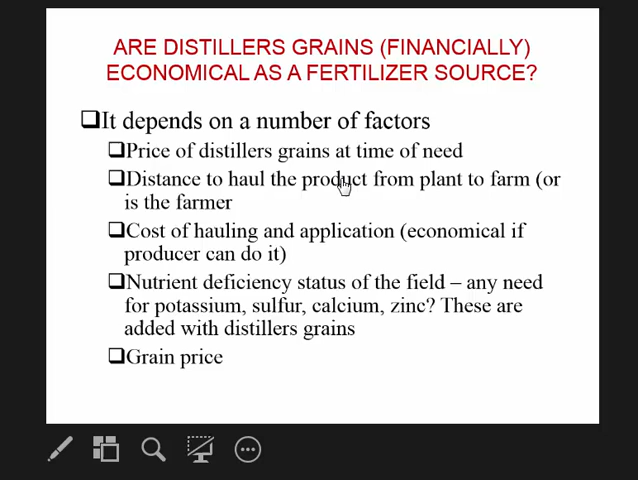 ARE DISTILLERS GRAINS (FINANCIALLY)
ECONOMICAL AS A FERTILIZER SOURCE?
It depends on a number of factors
Price of distillers grains at time of need
Distance to haul the product from plant to farm (or
is the farmer
Cost of hauling and application (economical if
producer can do it)
Nutrient deficiency status of the field – any need
for potassium, sulfur, calcium, zinc? These are
added with distillers grains
Grain price